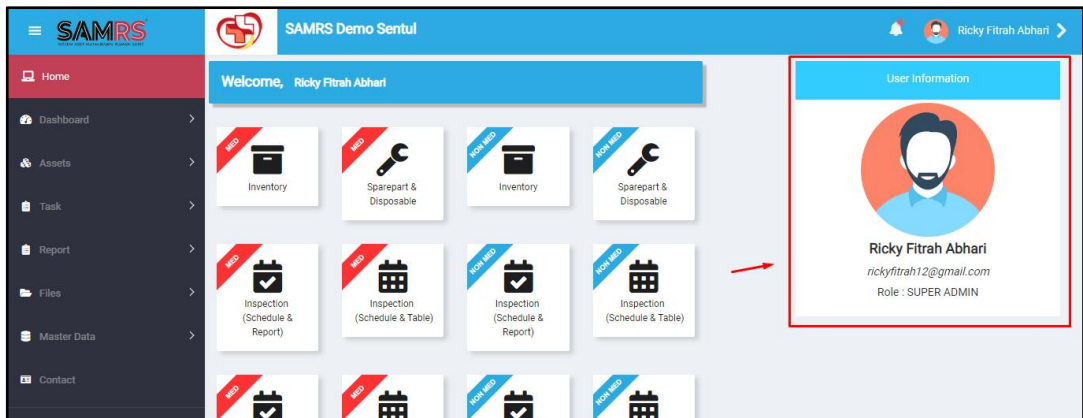 SAMRS
SAMRS Demo Sentul
Ricky Fitrah Abhari
Home
Dashboard
Assets
Task
Report
Files
Master Data
Contact
Welcome, Ricky Fitrah Abhari
MED
Inventory
MED
Sparepart &
Disposable
NON MED
Inventory
NON MED
Sparepart &
Disposable
MED
Inspection
(Schedule &
Report)
MED
Inspection
(Schedule & Table)
NON MED
Inspection
(Schedule &
Report)
NON MED
Inspection
(Schedule & Table)
MED
MED
NON MED
NON MED
User Information
Ricky Fitrah Abhari
rickyfitrah12@gmail.com
Role : SUPER ADMIN